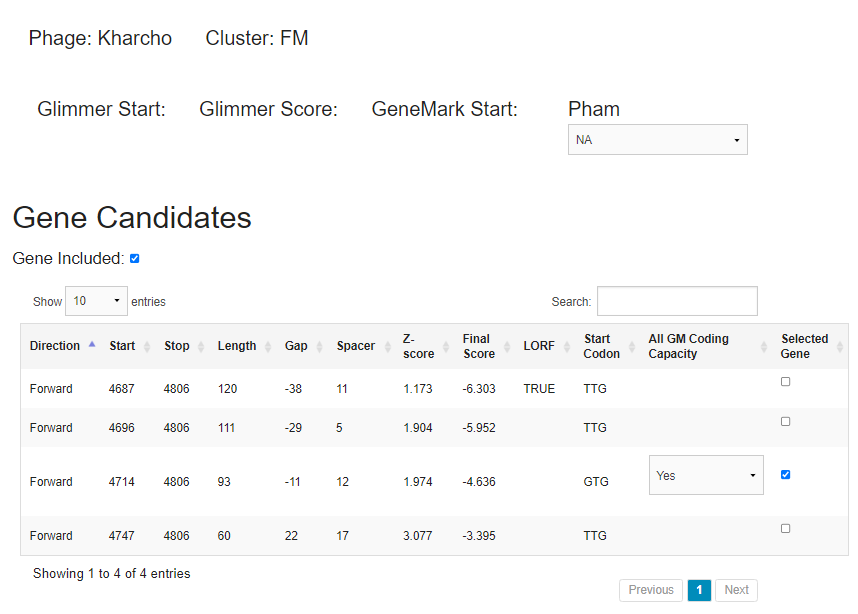 Phage: Kharcho Cluster: FM
Glimmer Start: Glimmer Score: GeneMark Start: Pham
NA
Gene Candidates
Gene Included:
Show 10 entries Search:
Direction Start Stop Length Gap Spacer Z-score Final Score LORF Start Codon All GM Coding Capacity Selected Gene
Forward 4687 4806 120 -38 11 1.173 -6.303 TRUE TTG
Forward 4696 4806 111 -29 5 1.904 -5.952 TTG
Forward 4714 4806 93 -11 12 1.974 -4.636 GTG Yes
Forward 4747 4806 60 22 17 3.077 -3.395 TTG
Showing 1 to 4 of 4 entries
Previous 1 Next